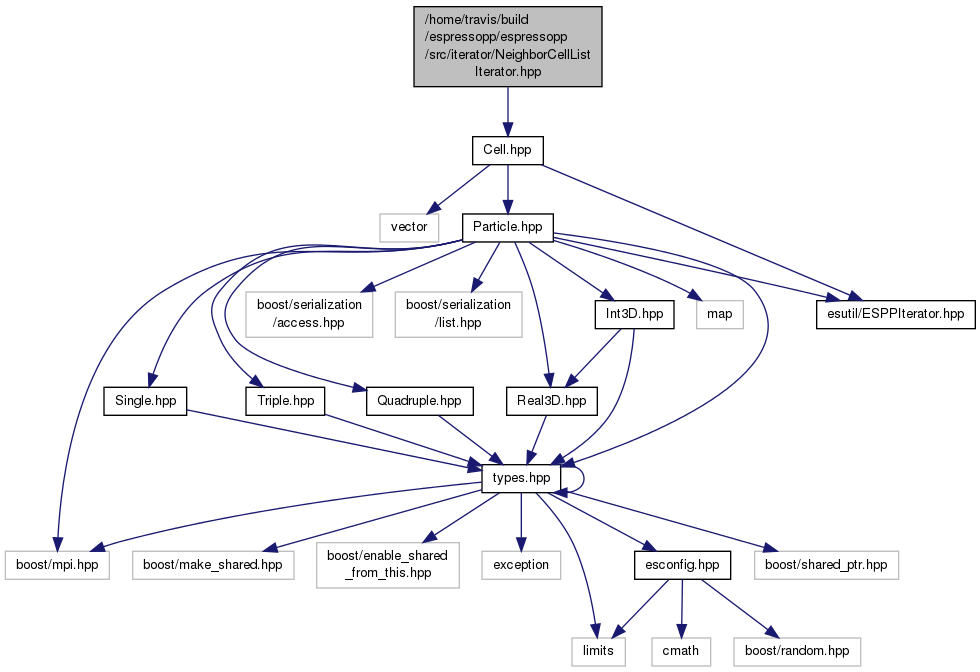 /home/travis/build
/espressopp/espressopp
/src/iterator/NeighborCellList
Iterator.hpp
Cell.hpp
vector
Particle.hpp
boost/serialization
/access.hpp
boost/serialization
/list.hpp
Int3D.hpp
map
esutil/ESPPIterator.hpp
Single.hpp
Triple.hpp
Quadruple.hpp
Real3D.hpp
types.hpp
boost/mpi.hpp
boost/make_shared.hpp
boost/enable_shared
_from_this.hpp
exception
esconfig.hpp
boost/shared_ptr.hpp
limits
cmath
boost/random.hpp